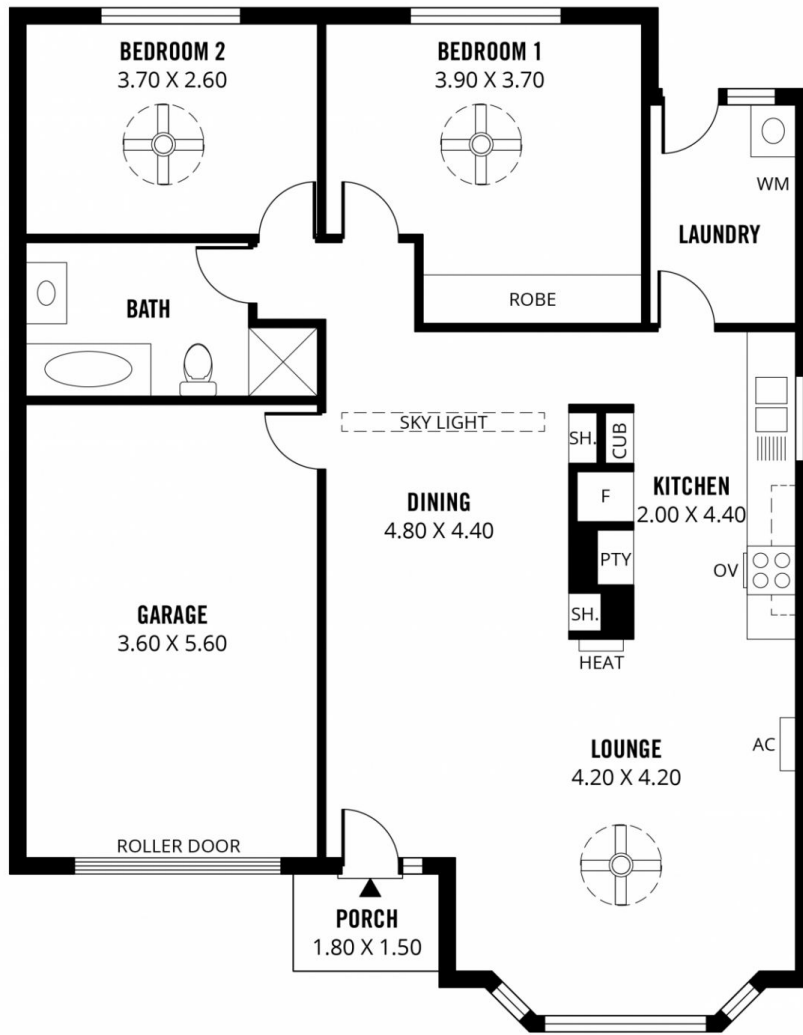 BEDROOM 2
3.70 X 2.60
BEDROOM 1
3.90 X 3.70
WM
LAUNDRY
ROBE
BATH
SKY LIGHT
SH.
CUB
F
KITCHEN
2.00 X 4.40
DINING
4.80 X 4.40
PTY
OV
GARAGE
3.60 X 5.60
SH.
HEAT
LOUNGE
4.20 X 4.20
AC
ROLLER DOOR
PORCH
1.80 X 1.50